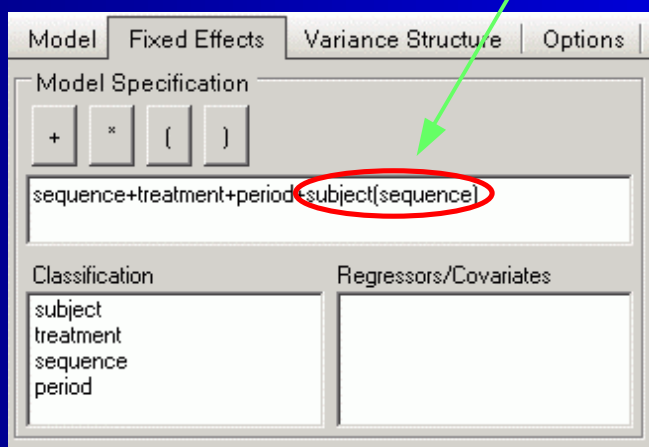 Model Fixed Effects Variance Structure Options
Model Specification
+ * ( )
sequence+treatment+period+subject(sequence)
Classification Regressors/Covariates
subject
treatment
sequence
period